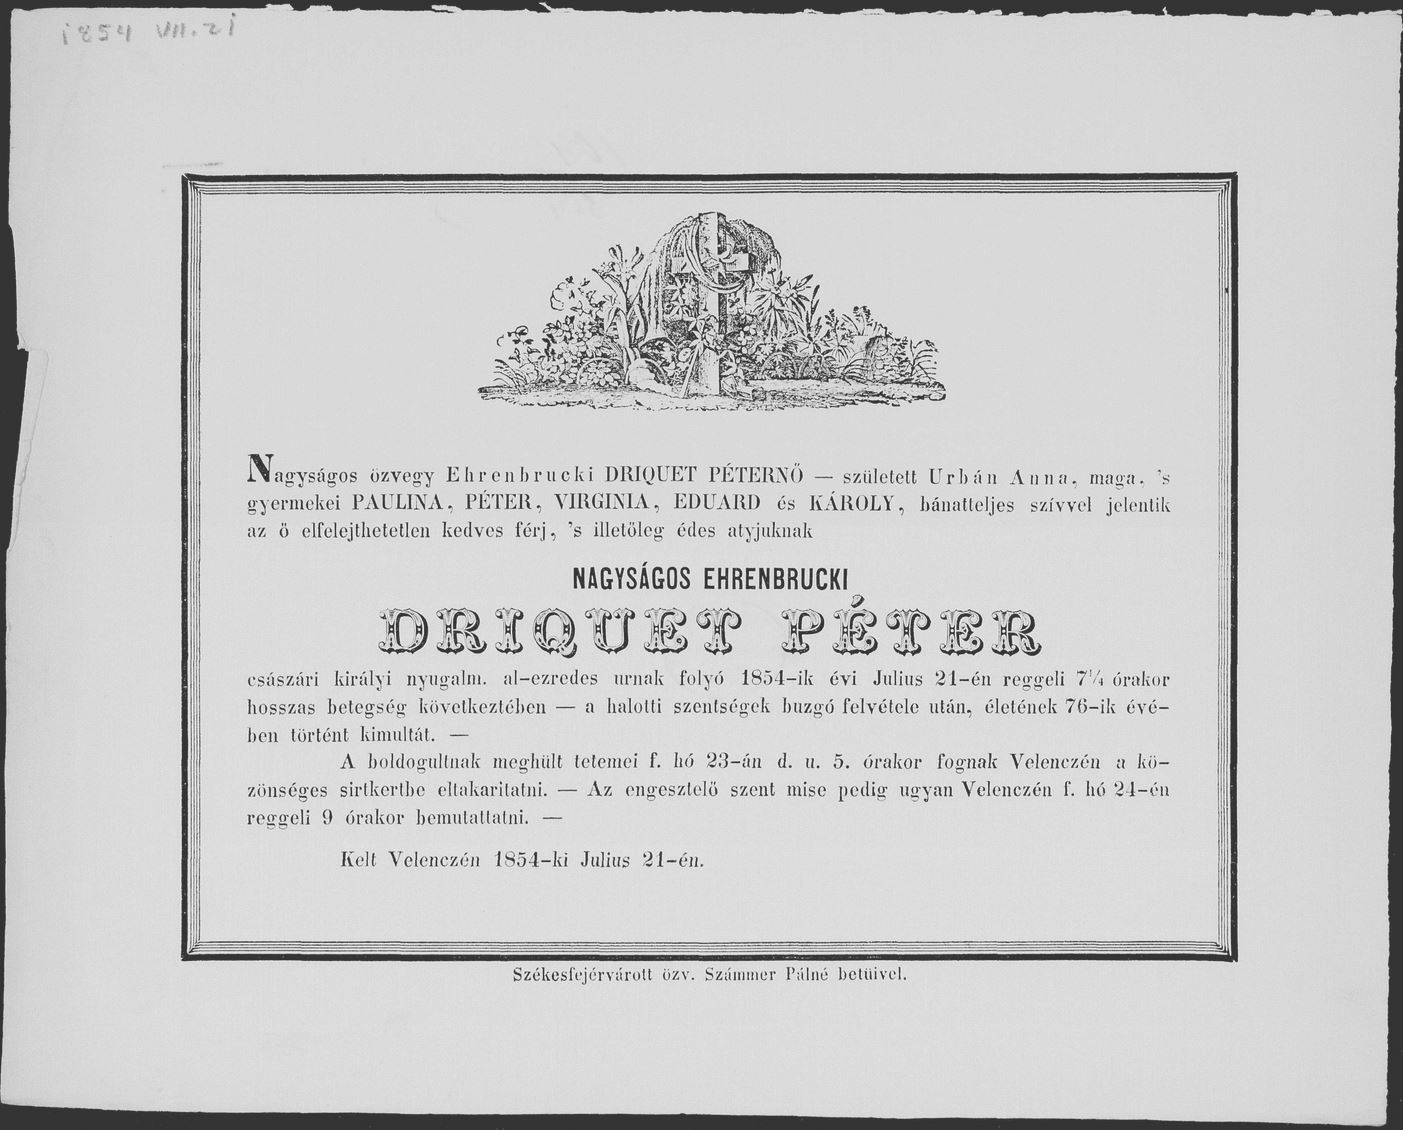 1854 VII. 21
Nagyságos özvegy Ehrenbrucki DRIQUET PÉTERNŐ — született Urbán Anna, maga, 's
gyermekei PAULINA, PÉTER, VIRGINIA, EDUARD és KÁROLY, bánatteljes szívvel jelentik
az ő elfelejthetetlen kedves férj, 's illetőleg édes atyjuknak
NAGYSÁGOS EHRENBRUCKI
DRIQUET PÉTER
császári királyi nyugalm. al-ezredes urnak folyó 1854-ik évi Julius 21-én reggeli 7¼ órakor
hosszas betegség következtében — a halotti szentségek buzgó felvétele után, életének 76-ik évé-
ben történt kimultát. —
A boldogultnak meghült tetemei f. hó 23-án d. u. 5. órakor fognak Velenczén a kö-
zönséges sirtkertbe eltakaritatni. — Az engesztelő szent mise pedig ugyan Velenczén f. hó 24-én
reggeli 9 órakor bemutattatni. —
Kelt Velenczén 1854-ki Julius 21-én.
Székesfejérvárott özv. Számmer Pálné betüivel.